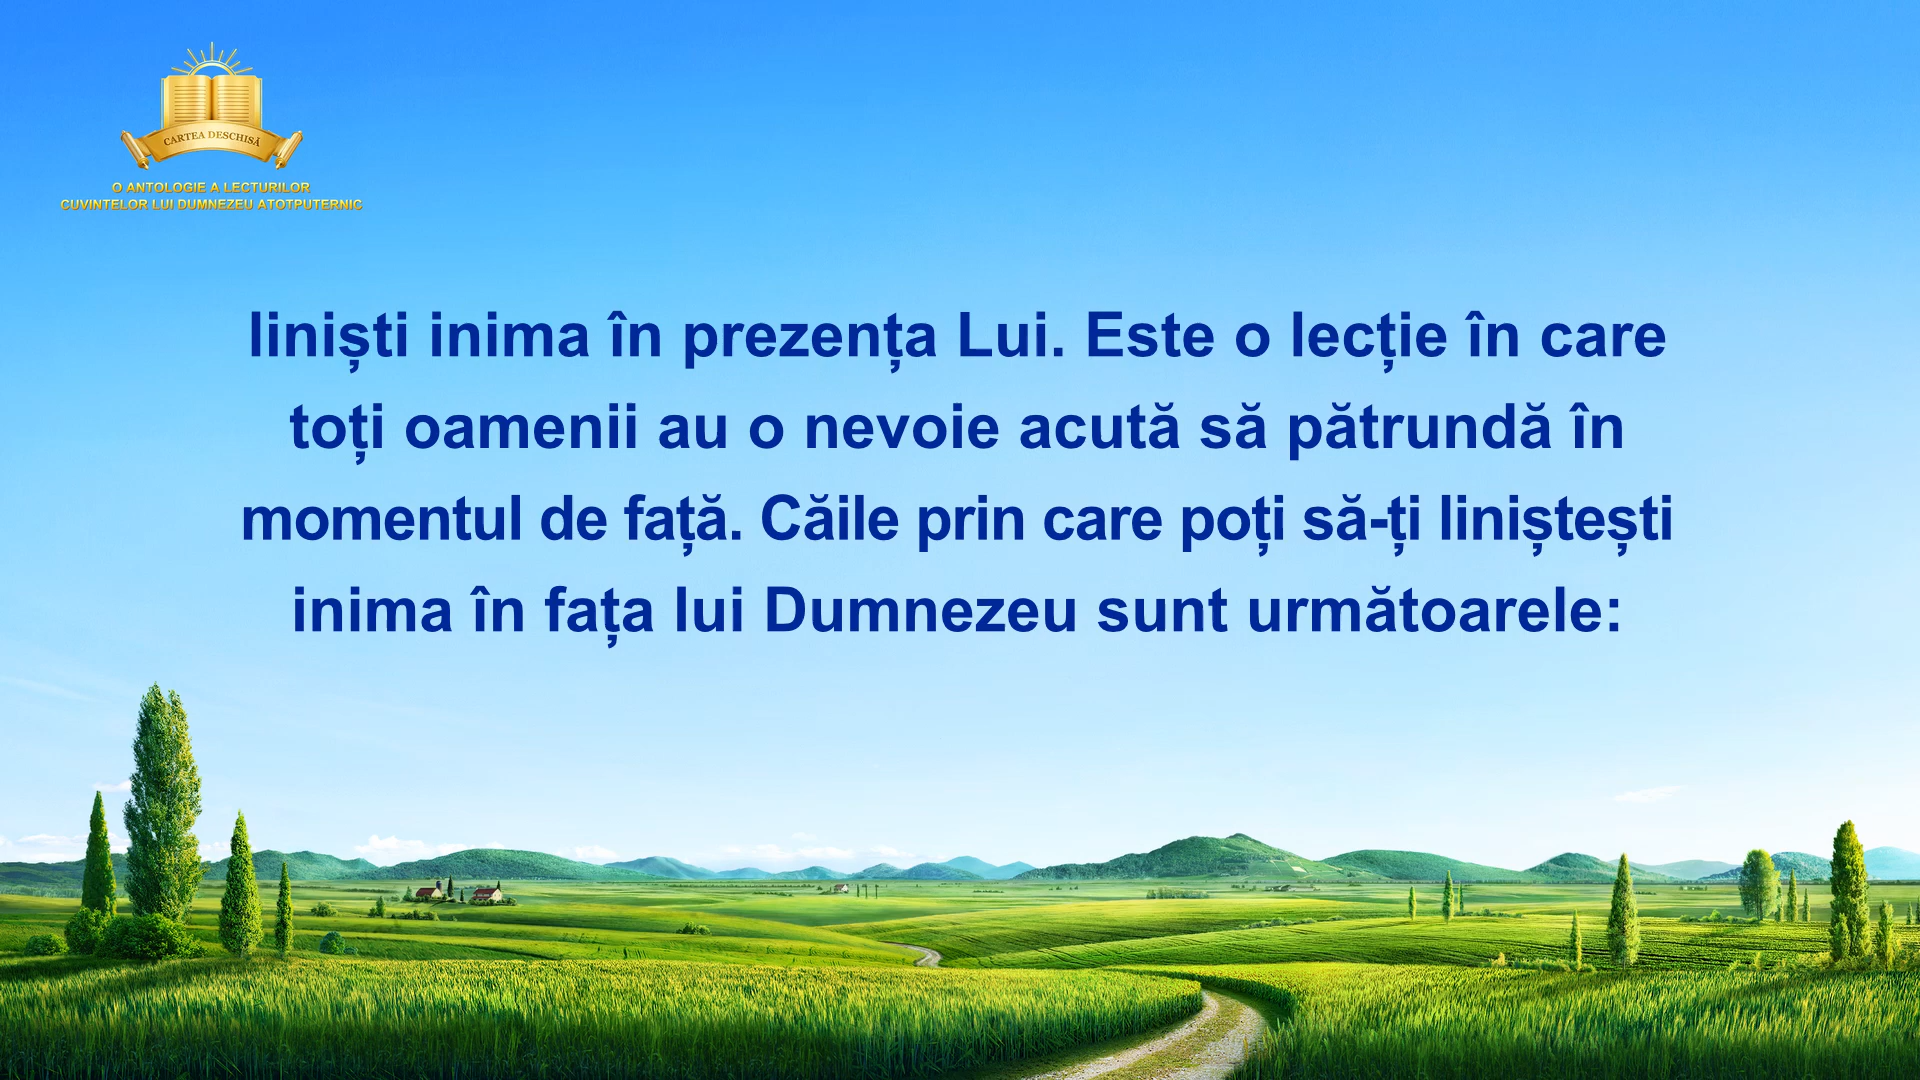 CARTEA DESCHISĂ
O ANTOLOGIE A LECTURILOR
CUVINTELOR LUI DUMNEZEU ATOTPUTERNIC
liniști inima în prezența Lui. Este o lecție în care
toți oamenii au o nevoie acută să pătrundă în
momentul de față. Căile prin care poți să-ți liniștești
inima în fața lui Dumnezeu sunt următoarele: